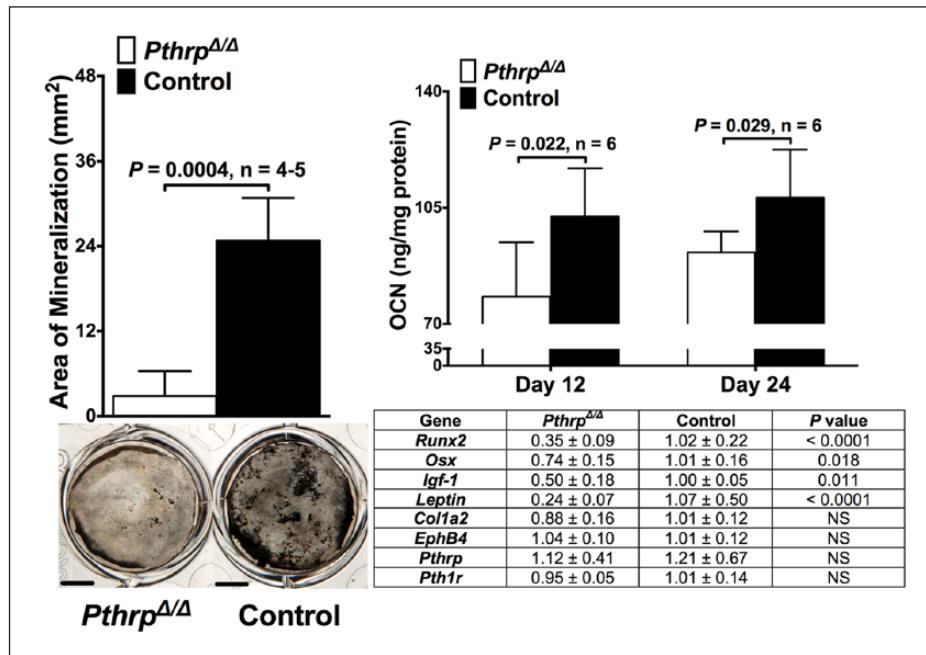 Pthrp^Δ/Δ
Control
Area of Mineralization (mm²)
48
36
24
12
0
P = 0.0004, n = 4-5
Pthrp^Δ/Δ
Control
OCN (ng/mg protein)
140
105
70
35
0
P = 0.022, n = 6
P = 0.029, n = 6
Day 12 Day 24
Pthrp^Δ/Δ Control
Gene Pthrp^Δ/Δ Control P value
Runx2 0.35 ± 0.09 1.02 ± 0.22 < 0.0001
Osx 0.74 ± 0.15 1.01 ± 0.16 0.018
Igf-1 0.50 ± 0.18 1.00 ± 0.05 0.011
Leptin 0.24 ± 0.07 1.07 ± 0.50 < 0.0001
Col1a2 0.88 ± 0.16 1.01 ± 0.12 NS
EphB4 1.04 ± 0.10 1.01 ± 0.12 NS
Pthrp 1.12 ± 0.41 1.21 ± 0.67 NS
Pth1r 0.95 ± 0.05 1.01 ± 0.14 NS